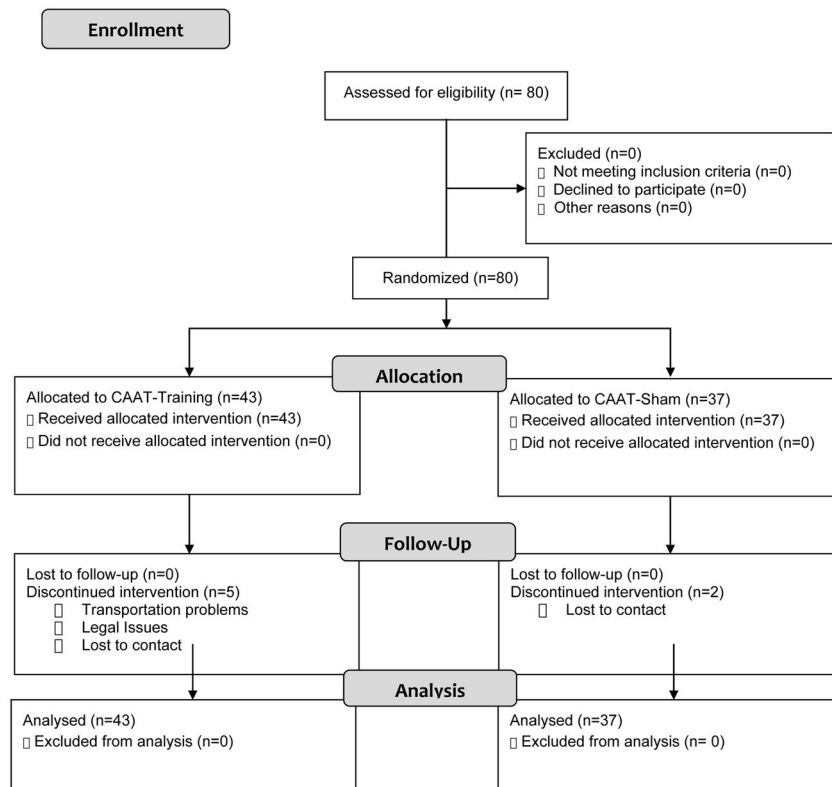 Enrollment
Assessed for eligibility (n= 80)
Excluded (n=0)
▯ Not meeting inclusion criteria (n=0)
▯ Declined to participate (n=0)
▯ Other reasons (n=0)
Randomized (n=80)
Allocation
Allocated to CAAT-Training (n=43)
▯ Received allocated intervention (n=43)
▯ Did not receive allocated intervention (n=0)
Allocated to CAAT-Sham (n=37)
▯ Received allocated intervention (n=37)
▯ Did not receive allocated intervention (n=0)
Follow-Up
Lost to follow-up (n=0)
Discontinued intervention (n=5)
▯ Transportation problems
▯ Legal Issues
▯ Lost to contact
Lost to follow-up (n=0)
Discontinued intervention (n=2)
▯ Lost to contact
Analysis
Analysed (n=43)
▯ Excluded from analysis (n=0)
Analysed (n=37)
▯ Excluded from analysis (n= 0)